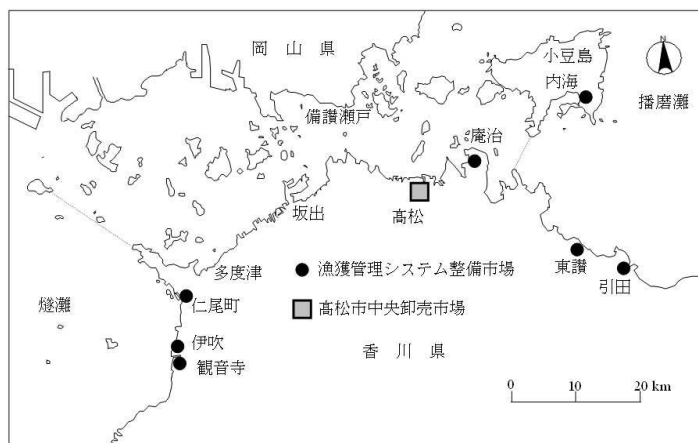 岡 山 県
小豆島
内海
播磨灘
備讃瀬戸
庵治
坂出
高松
多度津
東讃
引田
燧灘
仁尾町
伊吹
観音寺
漁獲管理システム整備市場
高松市中央卸売市場
香 川 県
N
0 10 20 km